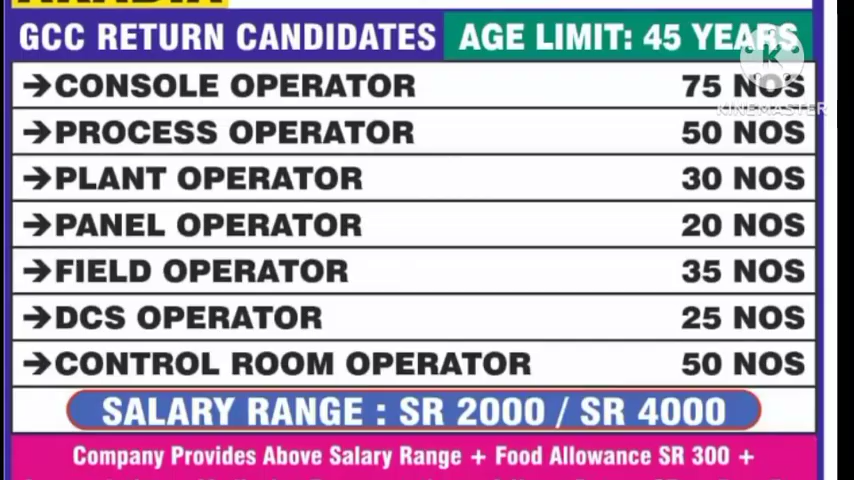 GCC RETURN CANDIDATES AGE LIMIT: 45 YEARS
→CONSOLE OPERATOR 75 NOS
→PROCESS OPERATOR 50 NOS
→PLANT OPERATOR 30 NOS
→PANEL OPERATOR 20 NOS
→FIELD OPERATOR 35 NOS
→DCS OPERATOR 25 NOS
→CONTROL ROOM OPERATOR 50 NOS
SALARY RANGE : SR 2000 / SR 4000
Company Provides Above Salary Range + Food Allowance SR 300 +
K
KINEMASTER